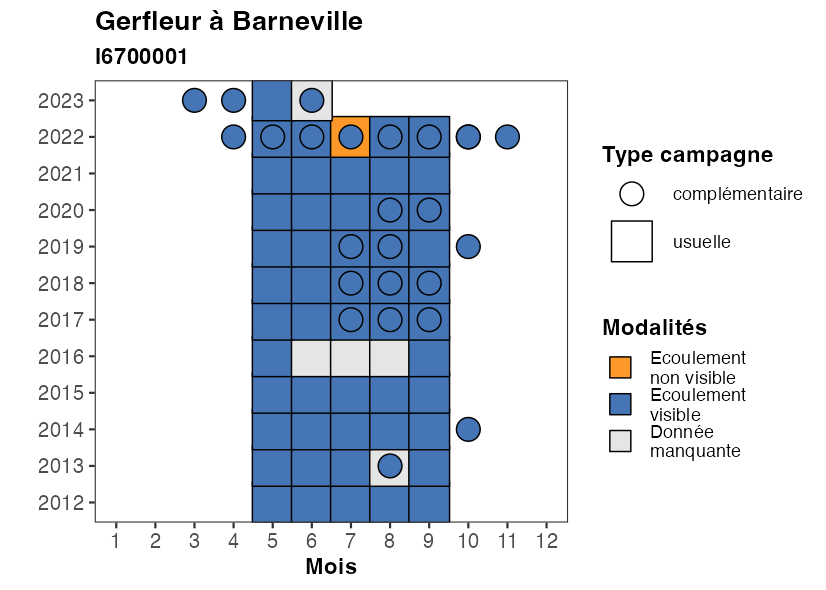 Gerfleur à Barneville
I6700001
2023
2022
2021
2020
2019
2018
2017
2016
2015
2014
2013
2012
1 2 3 4 5 6 7 8 9 10 11 12
Mois
Type campagne
complémentaire
usuelle
Modalités
Ecoulement
non visible
Ecoulement
visible
Donnée
manquante